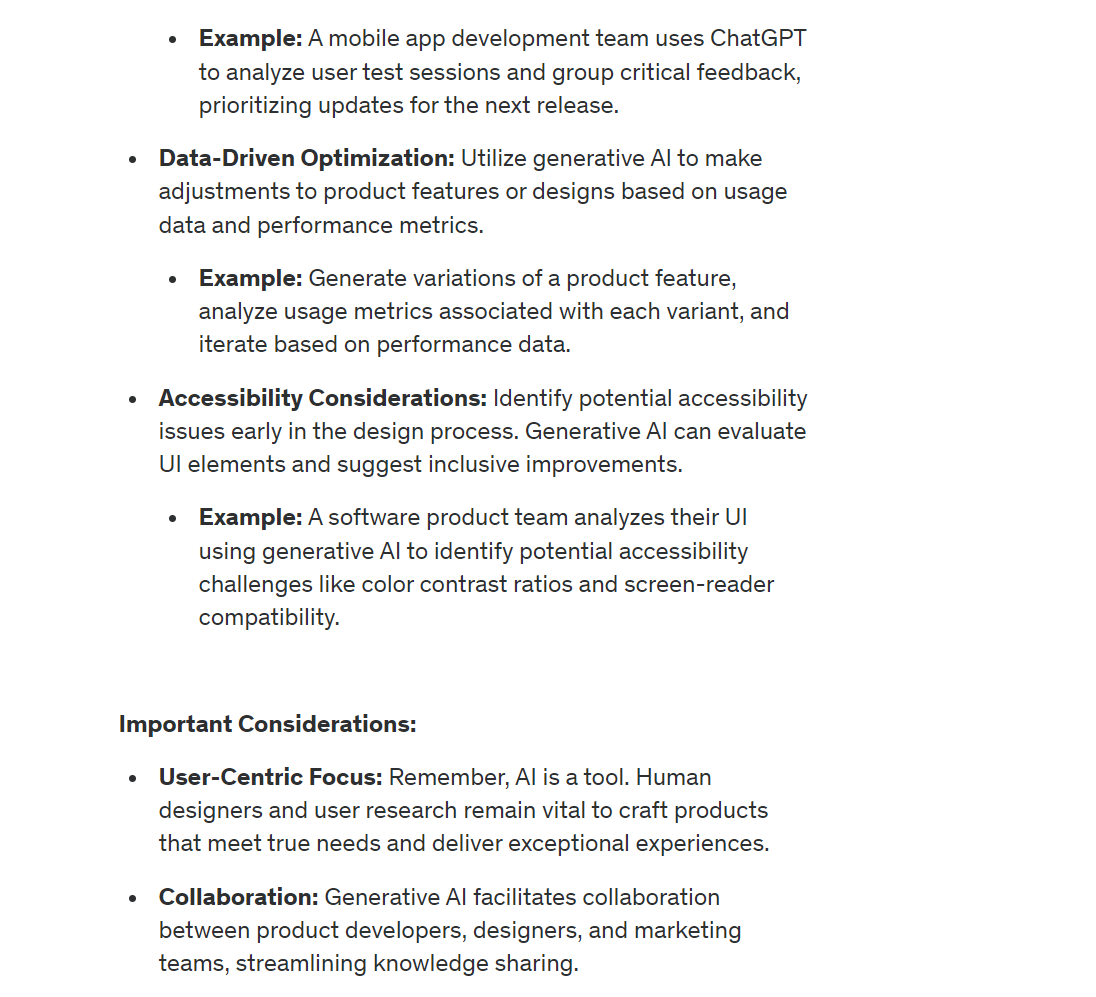 • Example: A mobile app development team uses ChatGPT
to analyze user test sessions and group critical feedback,
prioritizing updates for the next release.
• Data-Driven Optimization: Utilize generative AI to make
adjustments to product features or designs based on usage
data and performance metrics.
• Example: Generate variations of a product feature,
analyze usage metrics associated with each variant, and
iterate based on performance data.
• Accessibility Considerations: Identify potential accessibility
issues early in the design process. Generative AI can evaluate
UI elements and suggest inclusive improvements.
• Example: A software product team analyzes their UI
using generative AI to identify potential accessibility
challenges like color contrast ratios and screen-reader
compatibility.
Important Considerations:
• User-Centric Focus: Remember, AI is a tool. Human
designers and user research remain vital to craft products
that meet true needs and deliver exceptional experiences.
• Collaboration: Generative AI facilitates collaboration
between product developers, designers, and marketing
teams, streamlining knowledge sharing.